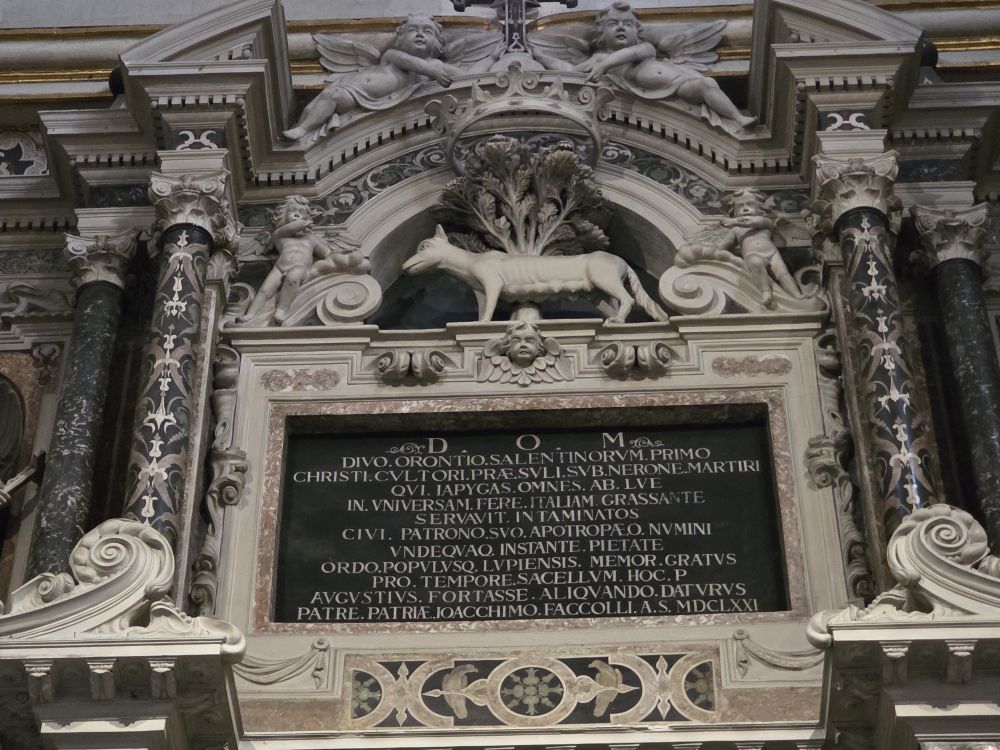 D O M
DIVO.ORONTIO.SALENTINORVM.PRIMO
CHRISTI.CVLTORI.PRÆSVLI.SVB.NERONE.MARTIRI
QVI. IAPYGAS. OMNES. AB. LVE
IN.VNIVERSAM.FERE.ITALIAM GRASSANTE
SERVAVIT. INTAMINATOS
CIVI. PATRONO.SVO.APOTROPÆO.NVMINI
VNDEQVAQ. INSTANTE. PIETATE
ORDO.POPVLVSQ.LVPIENSIS. MEMOR.GRATVS
PRO. TEMPORE.SACELLVM. HOC. P
AVGVSTIVS. FORTASSE. ALIQVANDO.DATVRVS
PATRE.PATRIÆ.IOACCHIMO.FACCOLLI.A.S.MDCLXXI